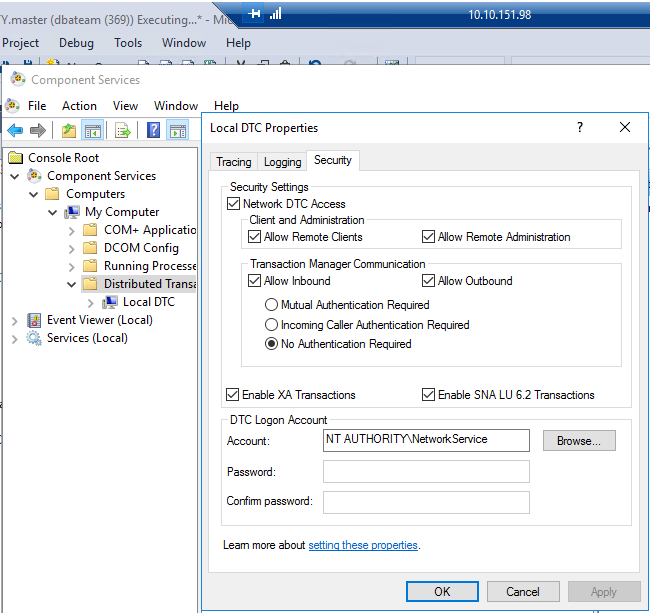 Y.master (dbateam (369)) Executing...* - Mic
10.10.151.98
Project Debug Tools Window Help
Component Services
File Action View Window Help
Local DTC Properties
? 
Tracing Logging Security
Console Root
Component Services
Computers
My Computer
COM+ Applicatio
DCOM Config
Running Processe
Distributed Transa
Local DTC
Event Viewer (Local)
Services (Local)
Security Settings
Network DTC Access
Client and Administration
Allow Remote Clients Allow Remote Administration
Transaction Manager Communication
Allow Inbound Allow Outbound
Mutual Authentication Required
Incoming Caller Authentication Required
No Authentication Required
Enable XA Transactions Enable SNA LU 6.2 Transactions
DTC Logon Account
Account: NT AUTHORITY\NetworkService Browse...
Password:
Confirm password:
Learn more about setting these properties.
OK Cancel Apply